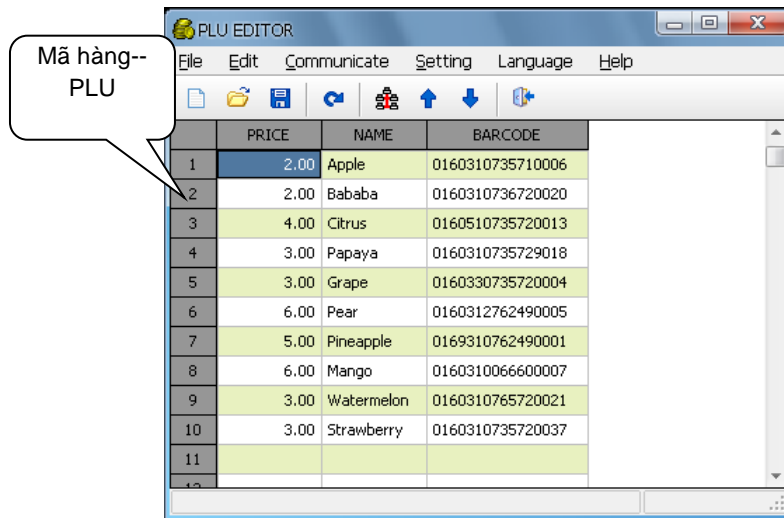 PLU EDITOR
Mã hàng--
PLU
File Edit Communicate Setting Language Help
PRICE NAME BARCODE
1 2.00 Apple 0160310735710006
2 2.00 Bababa 0160310736720020
3 4.00 Citrus 0160510735720013
4 3.00 Papaya 0160310735729018
5 3.00 Grape 0160330735720004
6 6.00 Pear 0160312762490005
7 5.00 Pineapple 0169310762490001
8 6.00 Mango 0160310066600007
9 3.00 Watermelon 0160310765720021
10 3.00 Strawberry 0160310735720037
11